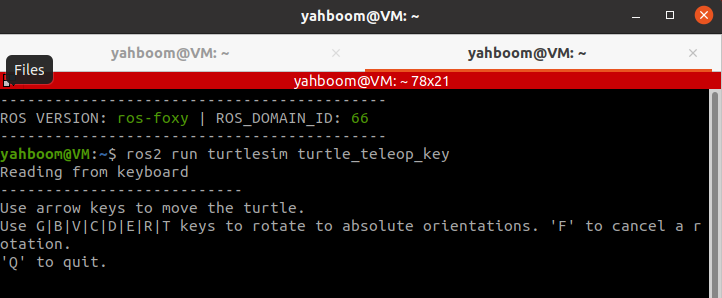 yahboom@VM: ~
yahboom@VM: ~
yahboom@VM: ~
Files
yahboom@VM: ~ 78x21
-------------------------------------------
ROS VERSION: ros-foxy | ROS_DOMAIN_ID: 66
-------------------------------------------
yahboom@VM:~$ ros2 run turtlesim turtle_teleop_key
Reading from keyboard
---------------------------
Use arrow keys to move the turtle.
Use G|B|V|C|D|E|R|T keys to rotate to absolute orientations. 'F' to cancel a r
otation.
'Q' to quit.